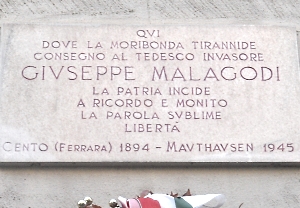 QVI
DOVE LA MORIBONDA TIRANNIDE
CONSEGNO AL TEDESCO INVASORE
GIVSEPPE MALAGODI
LA PATRIA INCIDE
A RICORDO E MONITO
LA PAROLA SVBLIME
LIBERTÀ
CENTO (FERRARA) 1894 - MAVTHAVSEN 1945